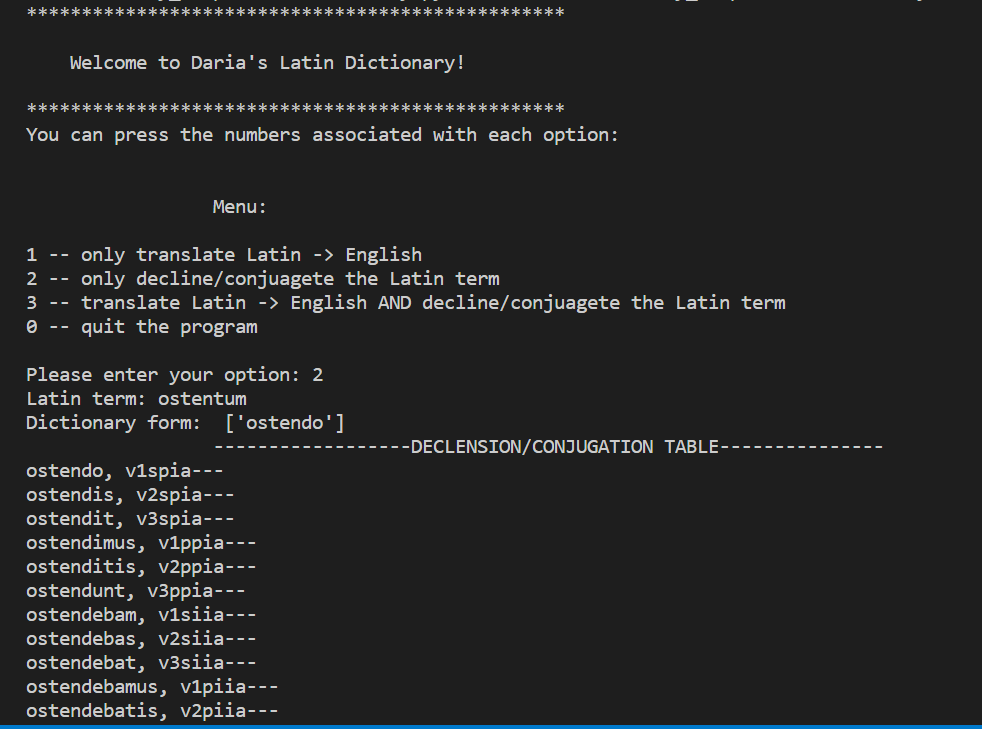 *************************************************
Welcome to Daria's Latin Dictionary!
*************************************************
You can press the numbers associated with each option:
Menu:
1 -- only translate Latin -> English
2 -- only decline/conjuagete the Latin term
3 -- translate Latin -> English AND decline/conjuagete the Latin term
0 -- quit the program
Please enter your option: 2
Latin term: ostentum
Dictionary form:  ['ostendo']
------------------DECLENSION/CONJUGATION TABLE---------------
ostendo, v1spia---
ostendis, v2spia---
ostendit, v3spia---
ostendimus, v1ppia---
ostenditis, v2ppia---
ostendunt, v3ppia---
ostendebam, v1siia---
ostendebas, v2siia---
ostendebat, v3siia---
ostendebamus, v1piia---
ostendebatis, v2piia---